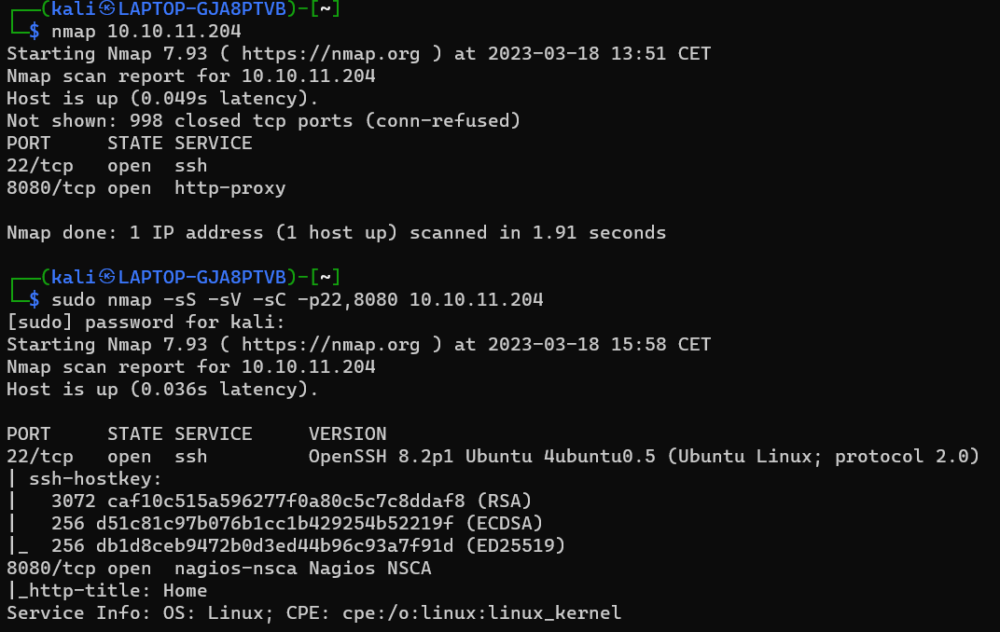 ┌──(kali㉿LAPTOP-GJA8PTVB)-[~]
└─$ nmap 10.10.11.204
Starting Nmap 7.93 ( https://nmap.org ) at 2023-03-18 13:51 CET
Nmap scan report for 10.10.11.204
Host is up (0.049s latency).
Not shown: 998 closed tcp ports (conn-refused)
PORT     STATE SERVICE
22/tcp   open  ssh
8080/tcp open  http-proxy

Nmap done: 1 IP address (1 host up) scanned in 1.91 seconds

┌──(kali㉿LAPTOP-GJA8PTVB)-[~]
└─$ sudo nmap -sS -sV -sC -p22,8080 10.10.11.204
[sudo] password for kali:
Starting Nmap 7.93 ( https://nmap.org ) at 2023-03-18 15:58 CET
Nmap scan report for 10.10.11.204
Host is up (0.036s latency).

PORT     STATE SERVICE     VERSION
22/tcp   open  ssh         OpenSSH 8.2p1 Ubuntu 4ubuntu0.5 (Ubuntu Linux; protocol 2.0)
| ssh-hostkey:
|   3072 caf10c515a596277f0a80c5c7c8ddaf8 (RSA)
|   256 d51c81c97b076b1cc1b429254b52219f (ECDSA)
|_  256 db1d8ceb9472b0d3ed44b96c93a7f91d (ED25519)
8080/tcp open  nagios-nsca Nagios NSCA
|_http-title: Home
Service Info: OS: Linux; CPE: cpe:/o:linux:linux_kernel